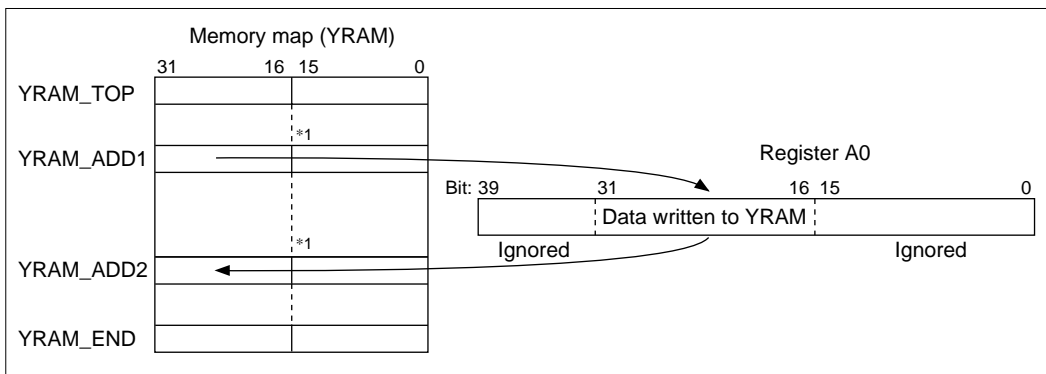 Memory map (YRAM)
31 16 15 0
YRAM_TOP
*1
YRAM_ADD1
Register A0
Bit: 39 31 16 15 0
Data written to YRAM
Ignored Ignored
*1
YRAM_ADD2
YRAM_END